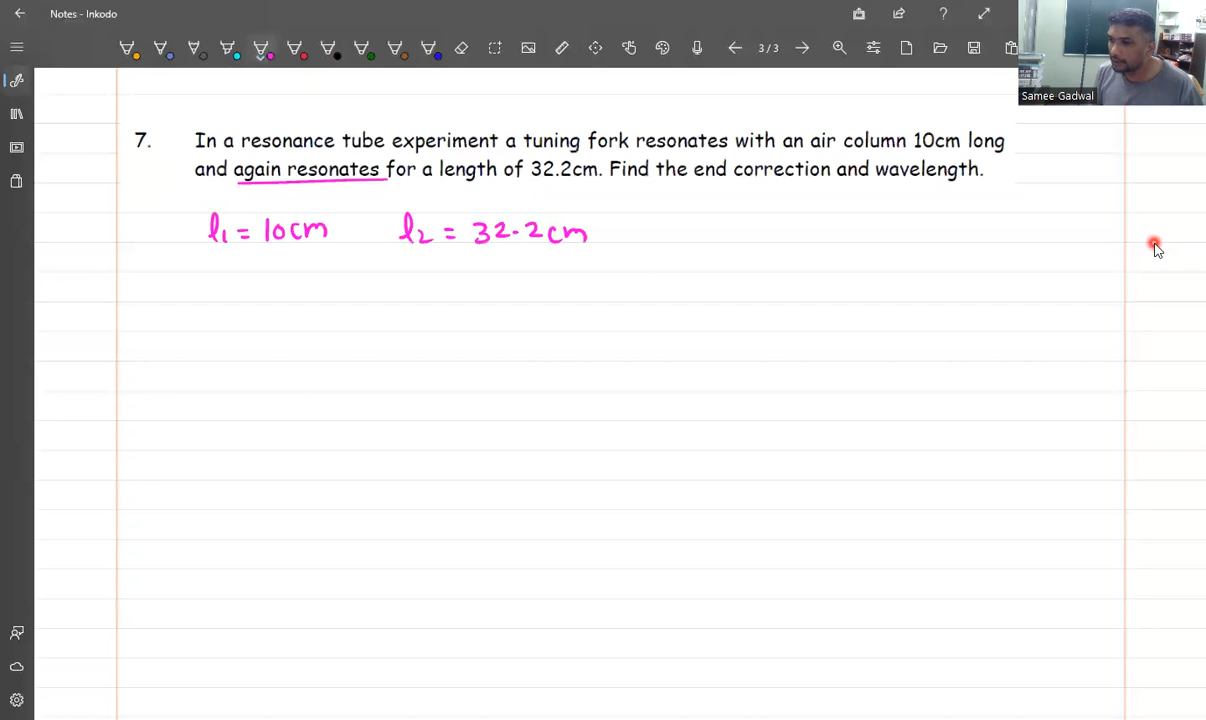 Notes - Inkodo
3/3
Samee Gadwal
7. In a resonance tube experiment a tuning fork resonates with an air column 10cm long
and again resonates for a length of 32.2cm. Find the end correction and wavelength.
l1 = 10cm l2 = 32.2cm